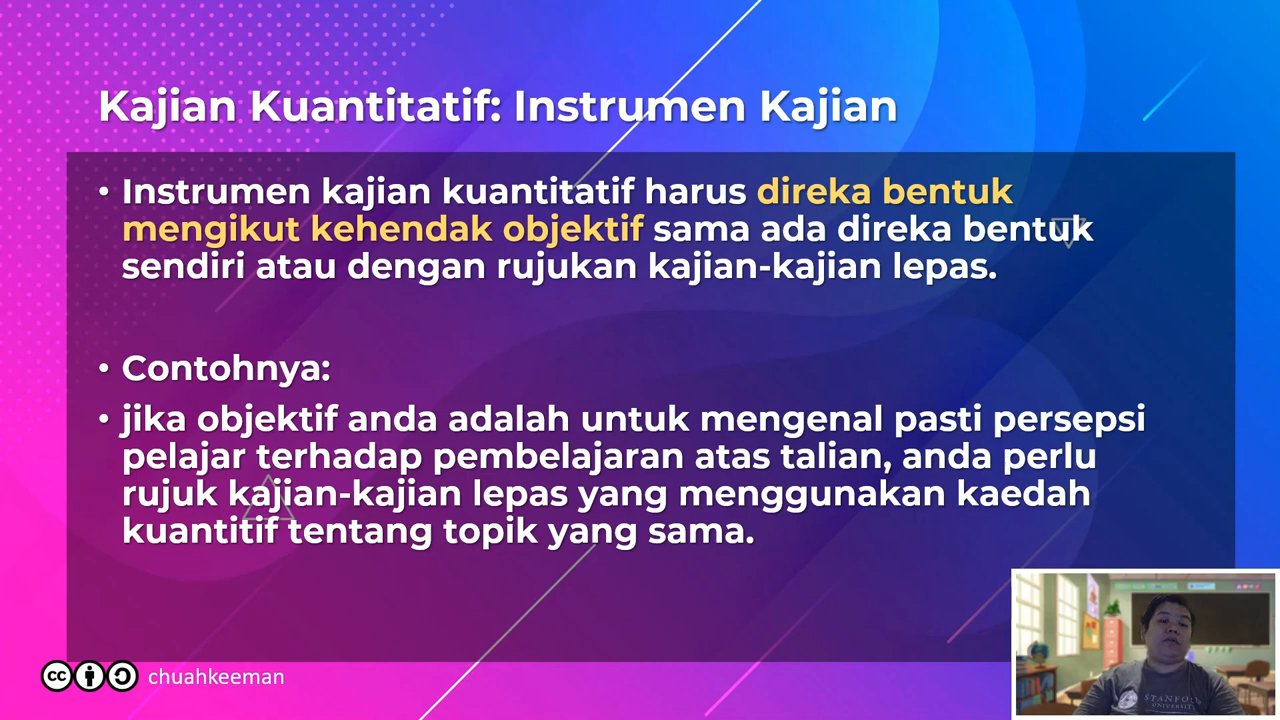 Kajian Kuantitatif: Instrumen Kajian
• Instrumen kajian kuantitatif harus direka bentuk
mengikut kehendak objektif sama ada direka bentuk
sendiri atau dengan rujukan kajian-kajian lepas.
• Contohnya:
• jika objektif anda adalah untuk mengenal pasti persepsi
pelajar terhadap pembelajaran atas talian, anda perlu
rujuk kajian-kajian lepas yang menggunakan kaedah
kuantitif tentang topik yang sama.
cc
chuahkeeman